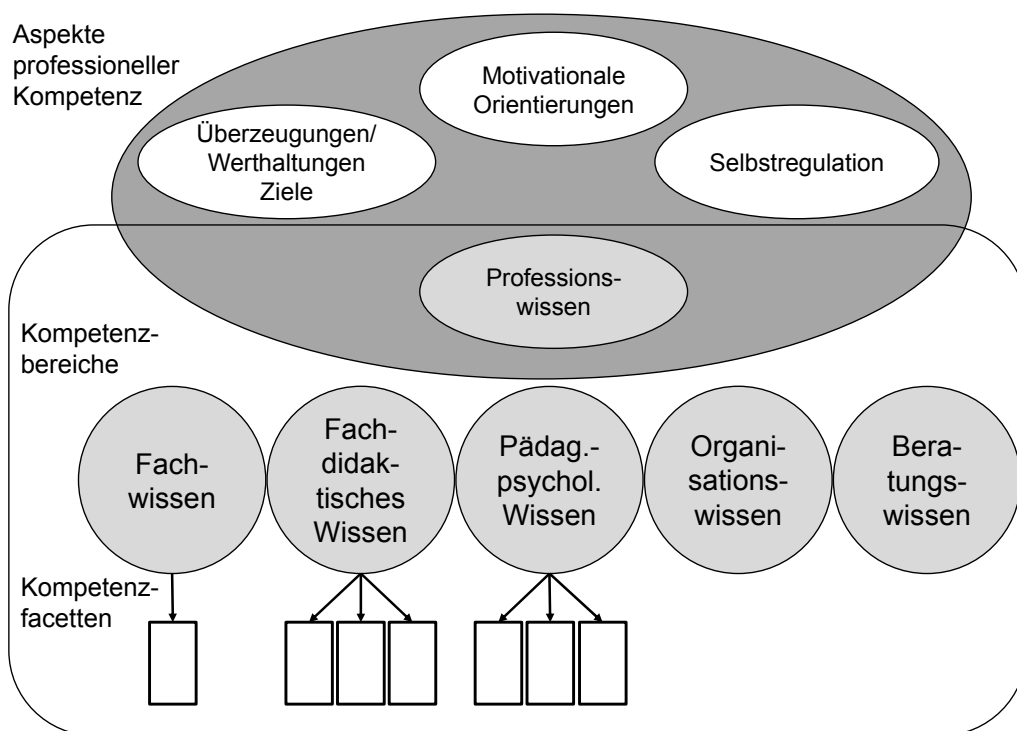 Aspekte
professioneller
Kompetenz
Motivationale
Orientierungen
Überzeugungen/
Werthaltungen
Ziele
Selbstregulation
Professions-
wissen
Kompetenz-
bereiche
Fach-
wissen
Fach-
didak-
tisches
Wissen
Pädag.-
psychol.
Wissen
Organi-
sations-
wissen
Bera-
tungs-
wissen
Kompetenz-
facetten